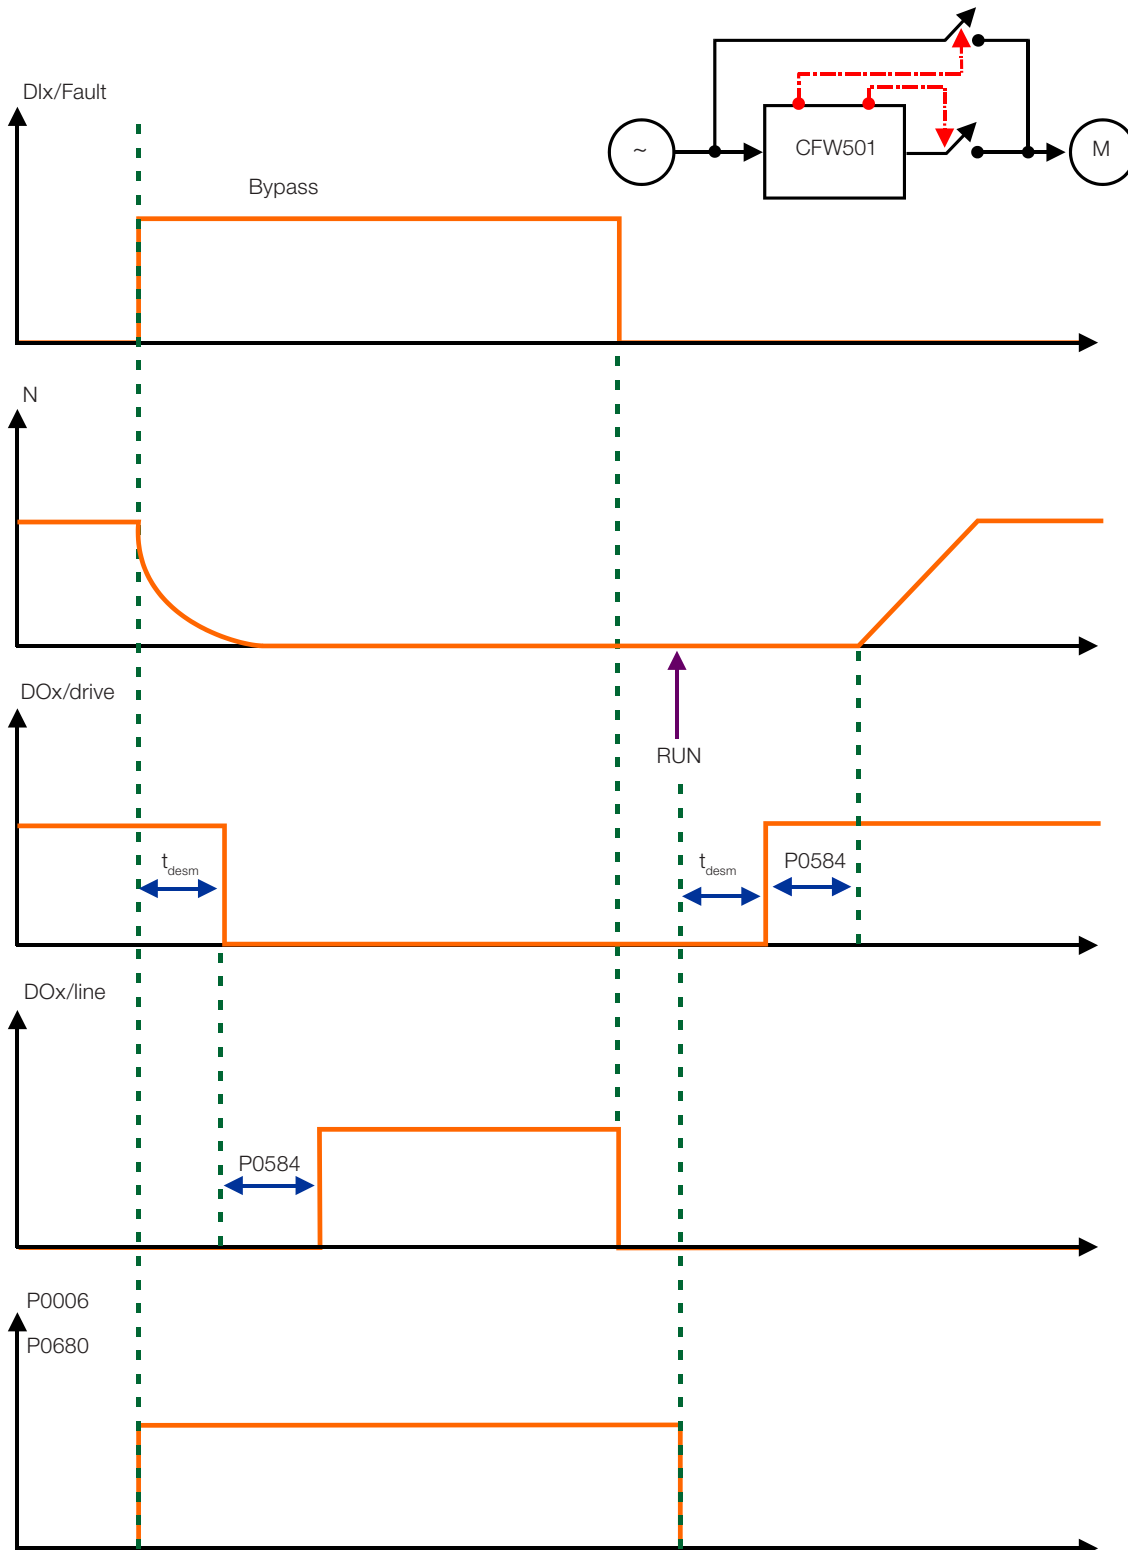 DIx/Fault
~
CFW501
M
Bypass
N
DOx/drive
RUN
tdesm
tdesm
P0584
DOx/line
P0584
P0006
P0680